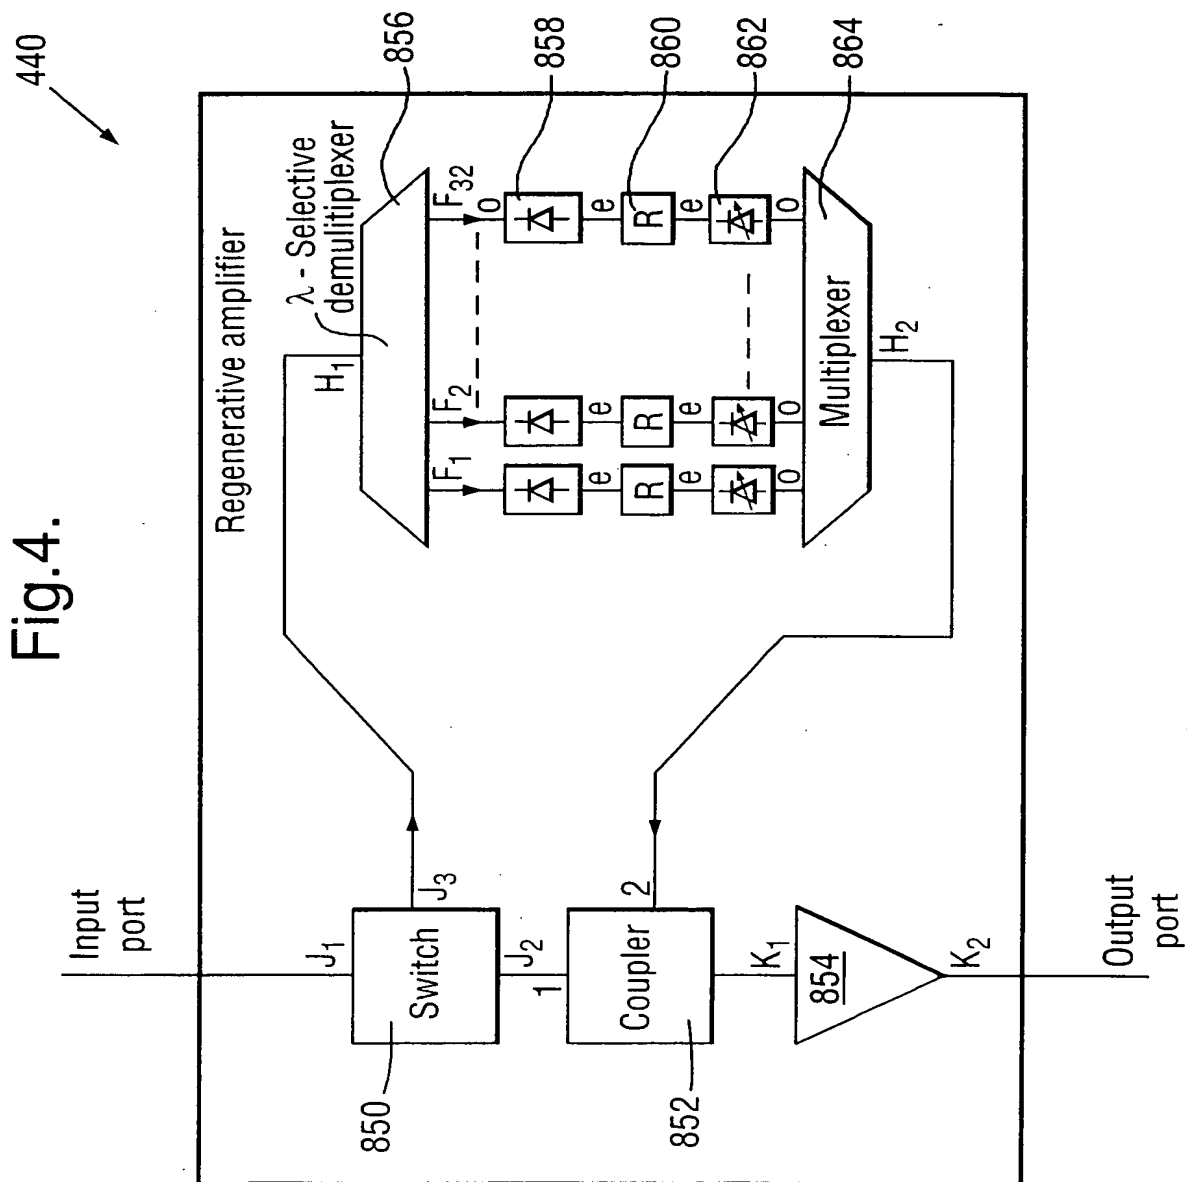 Fig.4.
440
Regenerative amplifier
Input
port
J1
Switch
J3
J2
850
1
Coupler
2
852
K1
854
K2
Output
port
H1
λ - Selective
demulitiplexer
856
F1
F2
F32
o
858
e
e
e
R
R
R
860
e
e
e
862
o
o
o
Multiplexer
864
H2